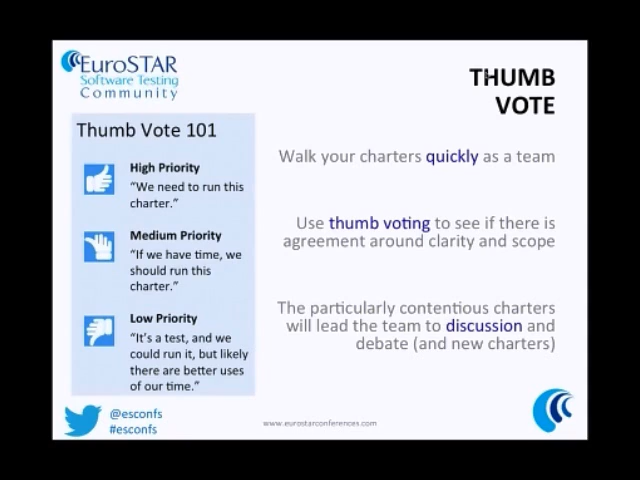 EuroSTAR
Software Testing
Community
THUMB
VOTE
Thumb Vote 101
High Priority
“We need to run this
charter.”
Medium Priority
“If we have time, we
should run this
charter.”
Low Priority
“It’s a test, and we
could run it, but likely
there are better uses
of our time.”
Walk your charters quickly as a team
Use thumb voting to see if there is
agreement around clarity and scope
The particularly contentious charters
will lead the team to discussion and
debate (and new charters)
@esconfs
#esconfs
www.eurostarconferences.com